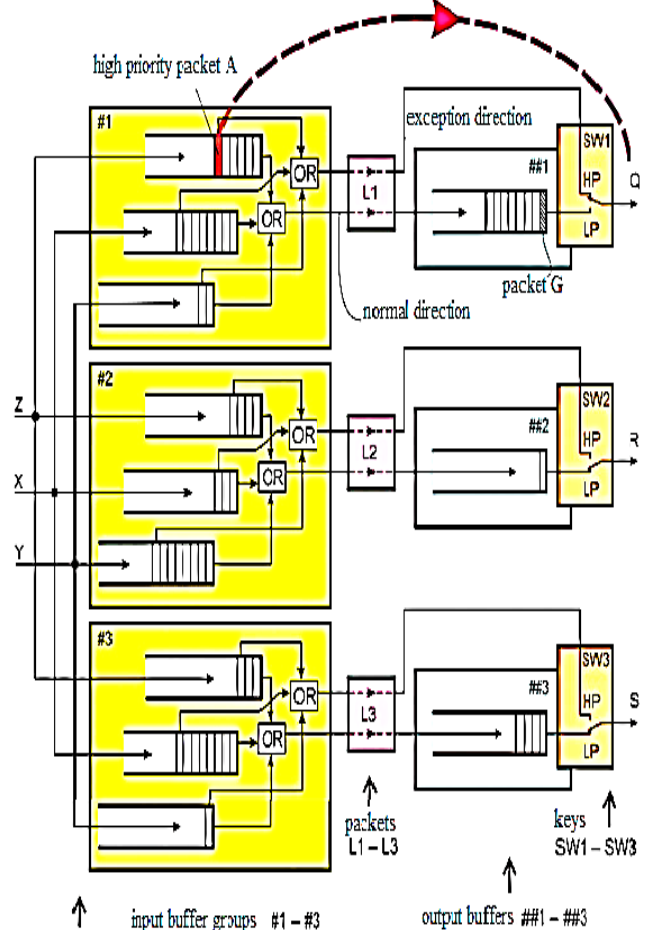 high priority packet A
#1
exception direction
SW1
OR
L1
##1
HP
Q
OR
LP
packet G
normal direction
#2
Z
SW2
OR
##2
HP
R
L2
X
OR
LP
Y
#3
SW3
OR
##3
HP
S
L3
OR
LP
packets
L1 – L3
keys
SW1 – SW3
input buffer groups #1 – #3
output buffers ##1 – ##3